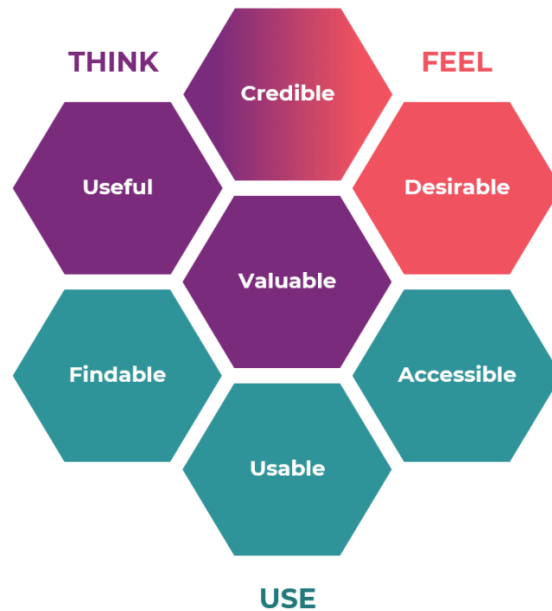 THINK
FEEL
Credible
Useful
Desirable
Valuable
Findable
Accessible
Usable
USE